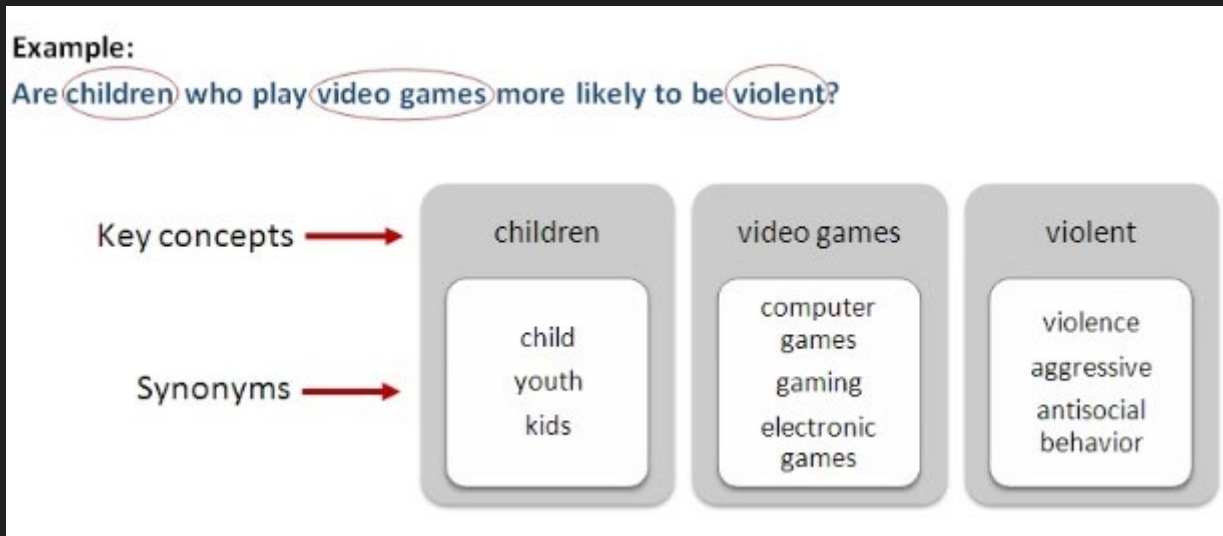 Example:
Are children who play video games more likely to be violent?
Key concepts
children
video games
violent
Synonyms
child
youth
kids
computer
games
gaming
electronic
games
violence
aggressive
antisocial
behavior